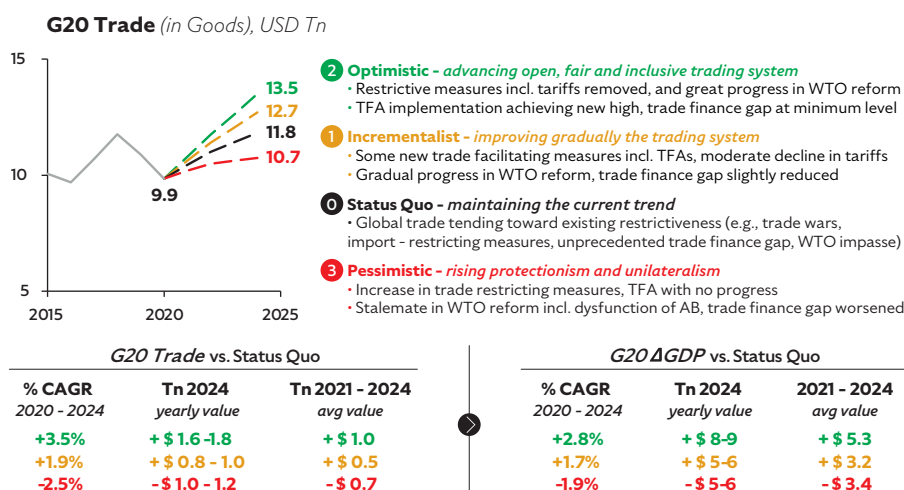 G20 Trade (in Goods), USD Tn
15
10
5
2015
2020
2025
9.9
13.5
12.7
11.8
10.7
2 Optimistic - advancing open, fair and inclusive trading system
• Restrictive measures incl. tariffs removed, and great progress in WTO reform
• TFA implementation achieving new high, trade finance gap at minimum level
1 Incrementalist - improving gradually the trading system
• Some new trade facilitating measures incl. TFAs, moderate decline in tariffs
• Gradual progress in WTO reform, trade finance gap slightly reduced
0 Status Quo - maintaining the current trend
• Global trade tending toward existing restrictiveness (e.g., trade wars,
import - restricting measures, unprecedented trade finance gap, WTO impasse)
3 Pessimistic - rising protectionism and unilateralism
• Increase in trade restricting measures, TFA with no progress
• Stalemate in WTO reform incl. dysfunction of AB, trade finance gap worsened
G20 Trade vs. Status Quo
% CAGR Tn 2024 Tn 2021 - 2024
2020 - 2024 yearly value avg value
+3.5% + $ 1.6 -1.8 + $ 1.0
+1.9% + $ 0.8 - 1.0 + $ 0.5
-2.5% - $ 1.0 - 1.2 - $ 0.7
G20 ΔGDP vs. Status Quo
% CAGR Tn 2024 2021 - 2024
2020 - 2024 yearly value avg value
+2.8% + $ 8-9 + $ 5.3
+1.7% + $ 5-6 + $ 3.2
-1.9% - $ 5-6 - $ 3.4